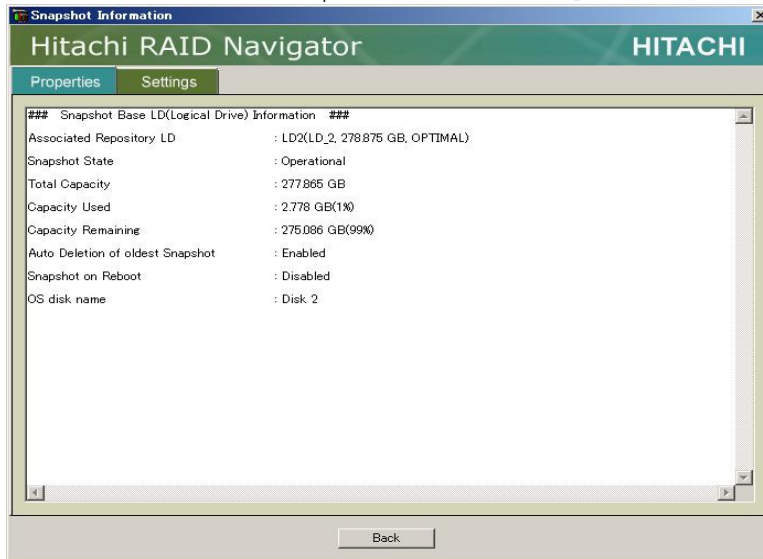 Snapshot Information
Hitachi RAID Navigator
HITACHI
Properties Settings
### Snapshot Base LD(Logical Drive) Information ###
Associated Repository LD : LD2(LD_2, 278.875 GB, OPTIMAL)
Snapshot State : Operational
Total Capacity : 277.865 GB
Capacity Used : 2.778 GB(1%)
Capacity Remaining : 275.086 GB(99%)
Auto Deletion of oldest Snapshot : Enabled
Snapshot on Reboot : Disabled
OS disk name : Disk 2
Back